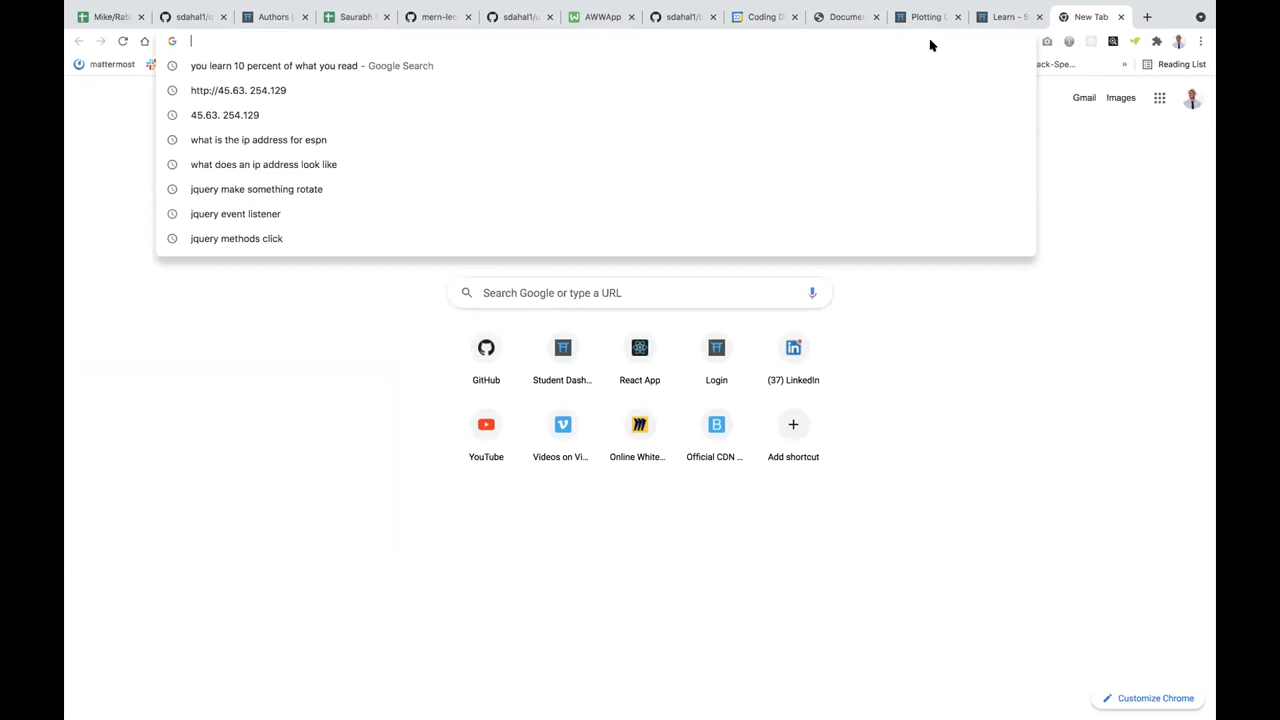 Mike/Rab
sdahal1/q
Authors
Saurabh
mern-lec
sdahal1/q
AWWApp
sdahal1/b
Coding D
Documen
Plotting C
Learn - S
New Tab
mattermost
ack-Spe...
»
Reading List
you learn 10 percent of what you read - Google Search
http://45.63. 254.129
45.63. 254.129
what is the ip address for espn
what does an ip address look like
jquery make something rotate
jquery event listener
jquery methods click
Gmail Images
Search Google or type a URL
GitHub
Student Dash...
React App
Login
(37) LinkedIn
YouTube
Videos on Vi...
Online White...
Official CDN ...
Add shortcut
Customize Chrome